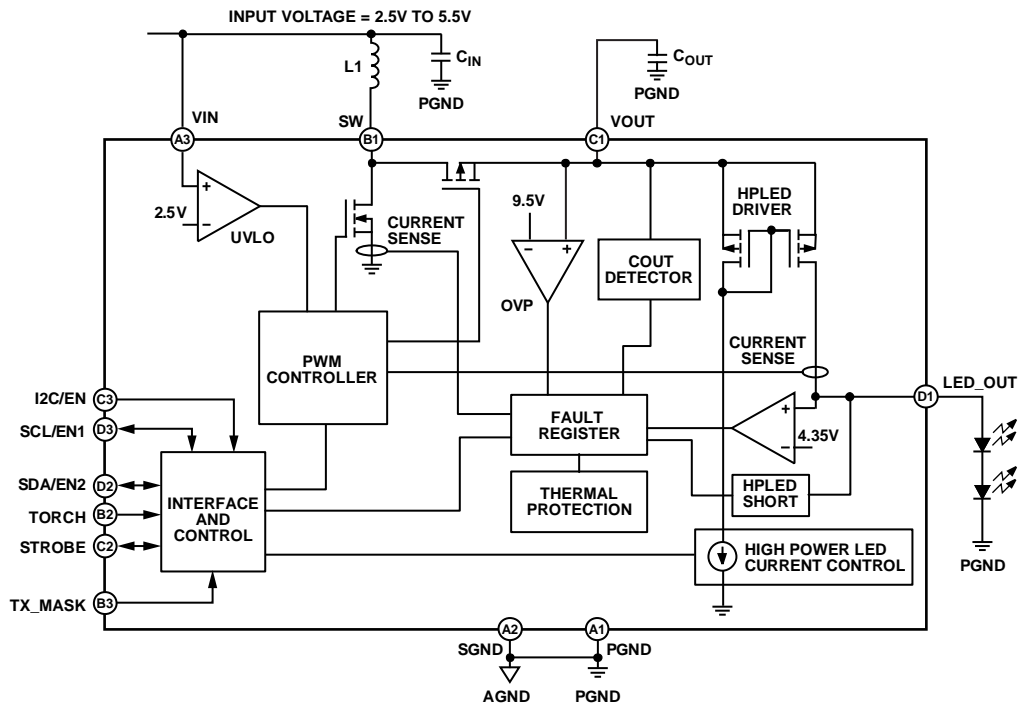 INPUT VOLTAGE = 2.5V TO 5.5V
L1
CIN
PGND
COUT
PGND
VIN
SW
VOUT
A3
B1
C1
+
2.5V
–
UVLO
CURRENT
SENSE
9.5V
–
+
OVP
COUT
DETECTOR
HPLED
DRIVER
PWM
CONTROLLER
CURRENT
SENSE
LED_OUT
D1
I2C/EN
C3
SCL/EN1
D3
SDA/EN2
D2
TORCH
B2
STROBE
C2
TX_MASK
B3
INTERFACE
AND
CONTROL
FAULT
REGISTER
+
4.35V
–
THERMAL
PROTECTION
HPLED
SHORT
HIGH POWER LED
CURRENT CONTROL
PGND
A2
A1
SGND
PGND
AGND
PGND